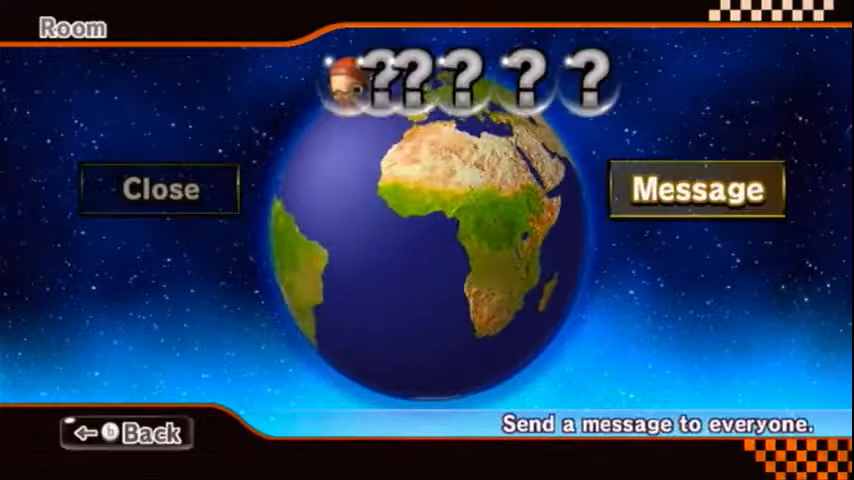 Room
? ? ? ? ?
Close
Message
Send a message to everyone.
← b Back